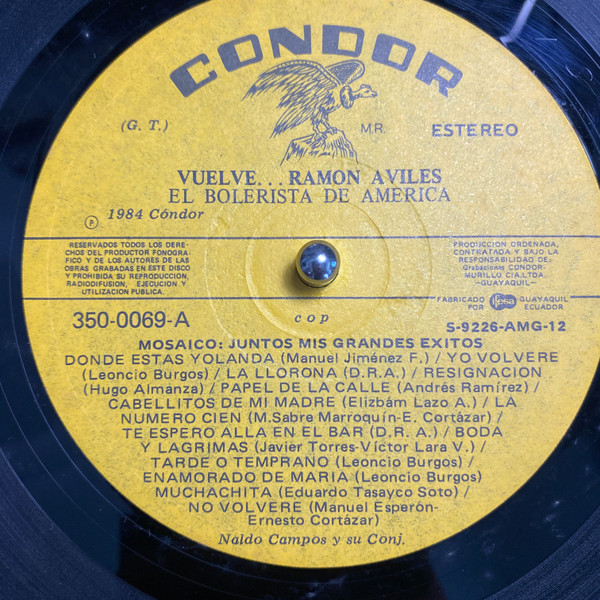 CONDOR
(G. T.)
M.R.
ESTEREO
VUELVE...RAMON AVILES
EL BOLERISTA DE AMERICA
Ⓟ 1984 Cóndor
RESERVADOS TODOS LOS DERE-
CHOS DEL PRODUCTOR FONOGRA-
FICO Y DE LOS AUTORES DE LAS
OBRAS GRABADAS EN ESTE DISCO
Y PROHIBIDA SU REPRODUCCION,
RADIODIFUSION, EJECUCION Y
UTILIZACION PUBLICA.
PRODUCCION ORDENADA,
CONTRATADA Y BAJO LA
RESPONSABILIDAD DE:
Grabaciones CONDOR-
MURILLO CIA.LTDA.
-GUAYAQUIL-
FABRICADO POR fesa GUAYAQUIL ECUADOR
350-0069-A
c o p
S-9226-AMG-12
MOSAICO: JUNTOS MIS GRANDES EXITOS
DONDE ESTAS YOLANDA (Manuel Jiménez F.) / YO VOLVERE
(Leoncio Burgos) / LA LLORONA (D.R.A.) / RESIGNACION
(Hugo Almanza) / PAPEL DE LA CALLE (Andrés Ramírez) /
CABELLITOS DE MI MADRE (Elizbám Lazo A.) / LA
NUMERO CIEN (M.Sabre Marroquín-E. Cortázar) /
TE ESPERO ALLA EN EL BAR (D. R. A.) / BODA
Y LAGRIMAS (Javier Torres-Víctor Lara V.) /
TARDE O TEMPRANO (Leoncio Burgos) /
ENAMORADO DE MARIA (Leoncio Burgos)
MUCHACHITA (Eduardo Tasayco Soto) /
NO VOLVERE (Manuel Esperón-
Ernesto Cortázar)
Naldo Campos y su Conj.